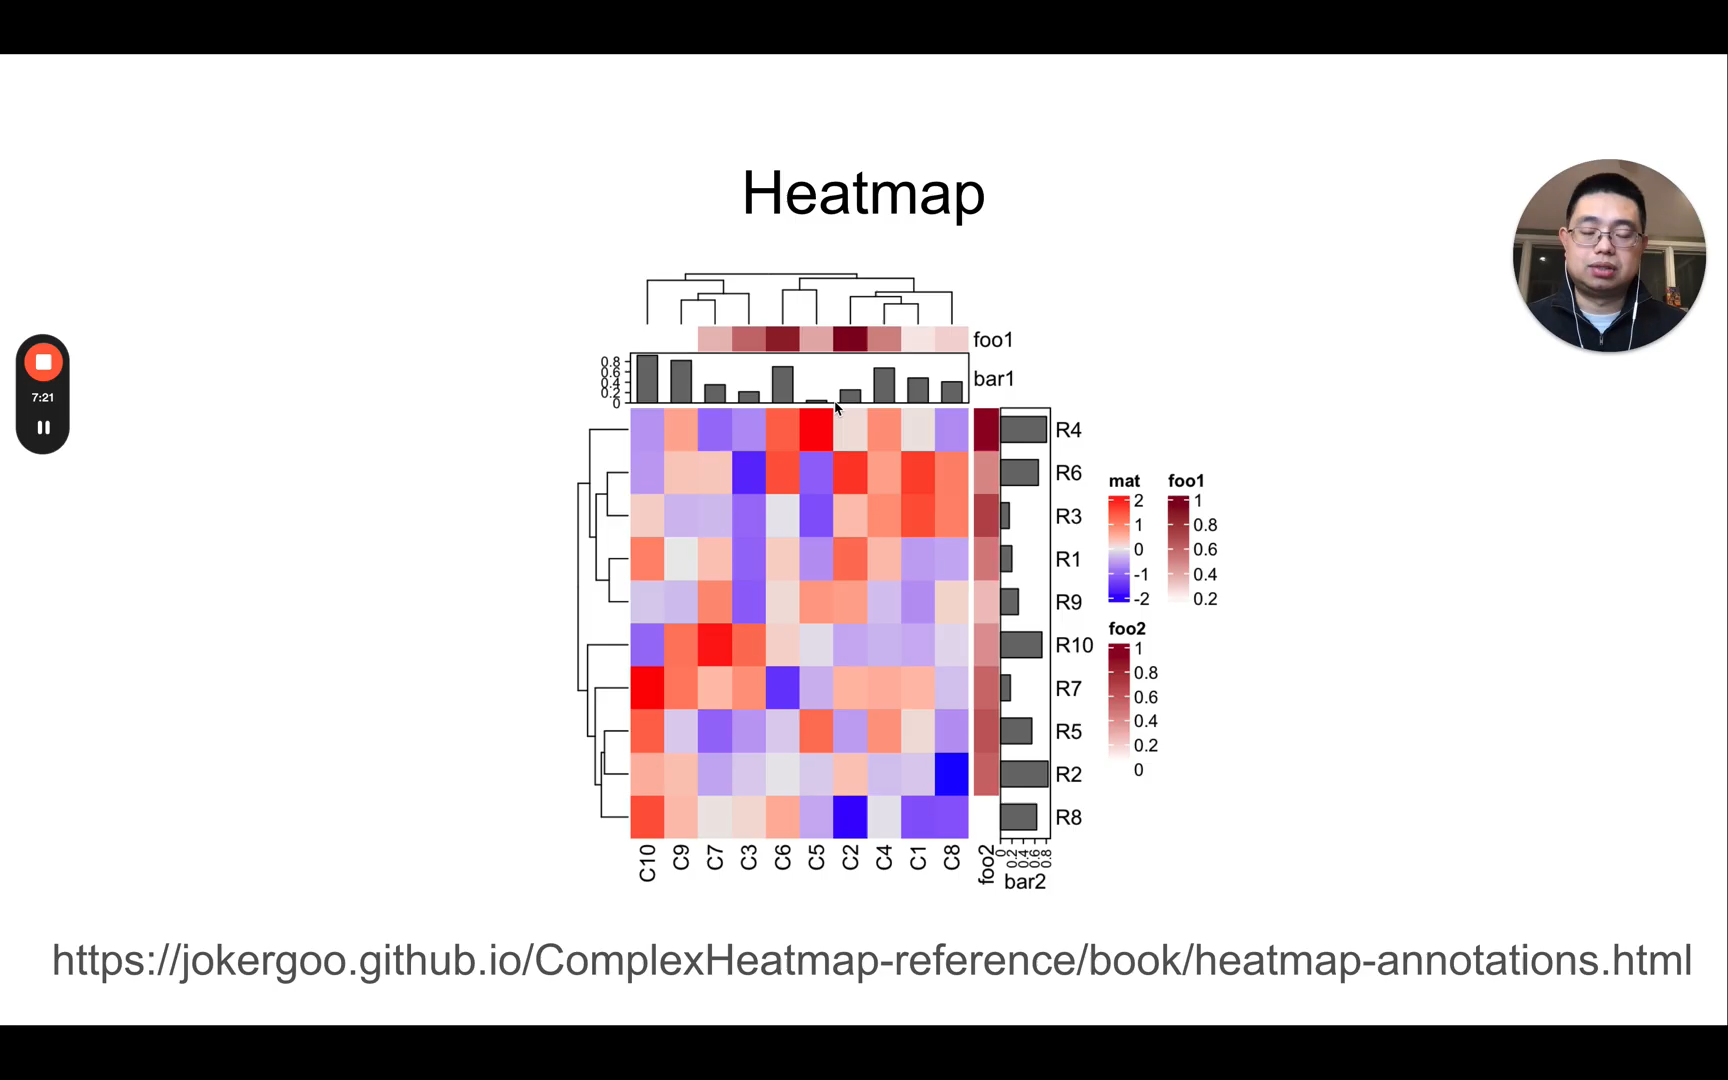 Heatmap
foo1
0.8
0.6
0.4
0.2
0
bar1
7:21
R4
R6
R3
R1
R9
R10
R7
R5
R2
R8
mat
2
1
0
-1
-2
foo1
1
0.8
0.6
0.4
0.2
foo2
1
0.8
0.6
0.4
0.2
0
C10 C9 C7 C3 C6 C5 C2 C4 C1 C8 foo2
0 0.2 0.4 0.6 0.8
bar2
https://jokergoo.github.io/ComplexHeatmap-reference/book/heatmap-annotations.html